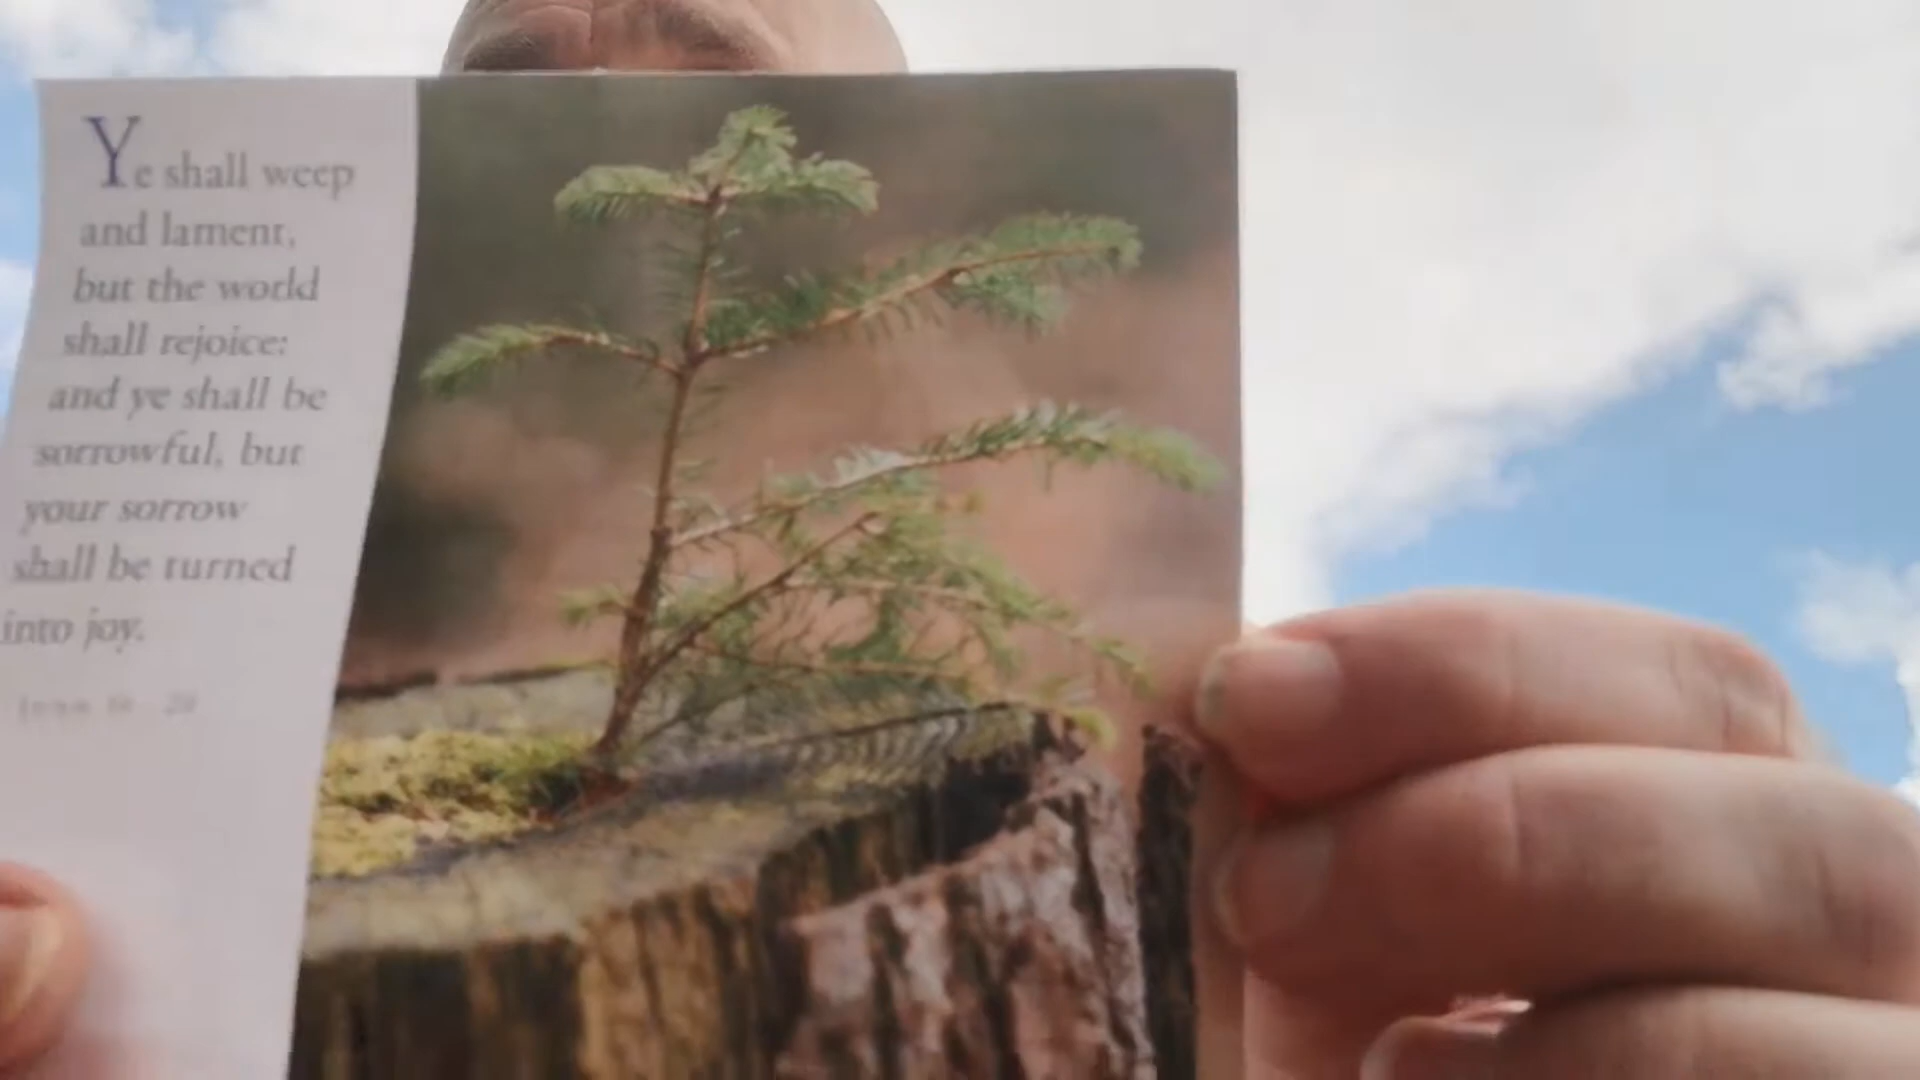 Ye shall weep
and lament,
but the world
shall rejoice:
and ye shall be
sorrowful, but
your sorrow
shall be turned
into joy.